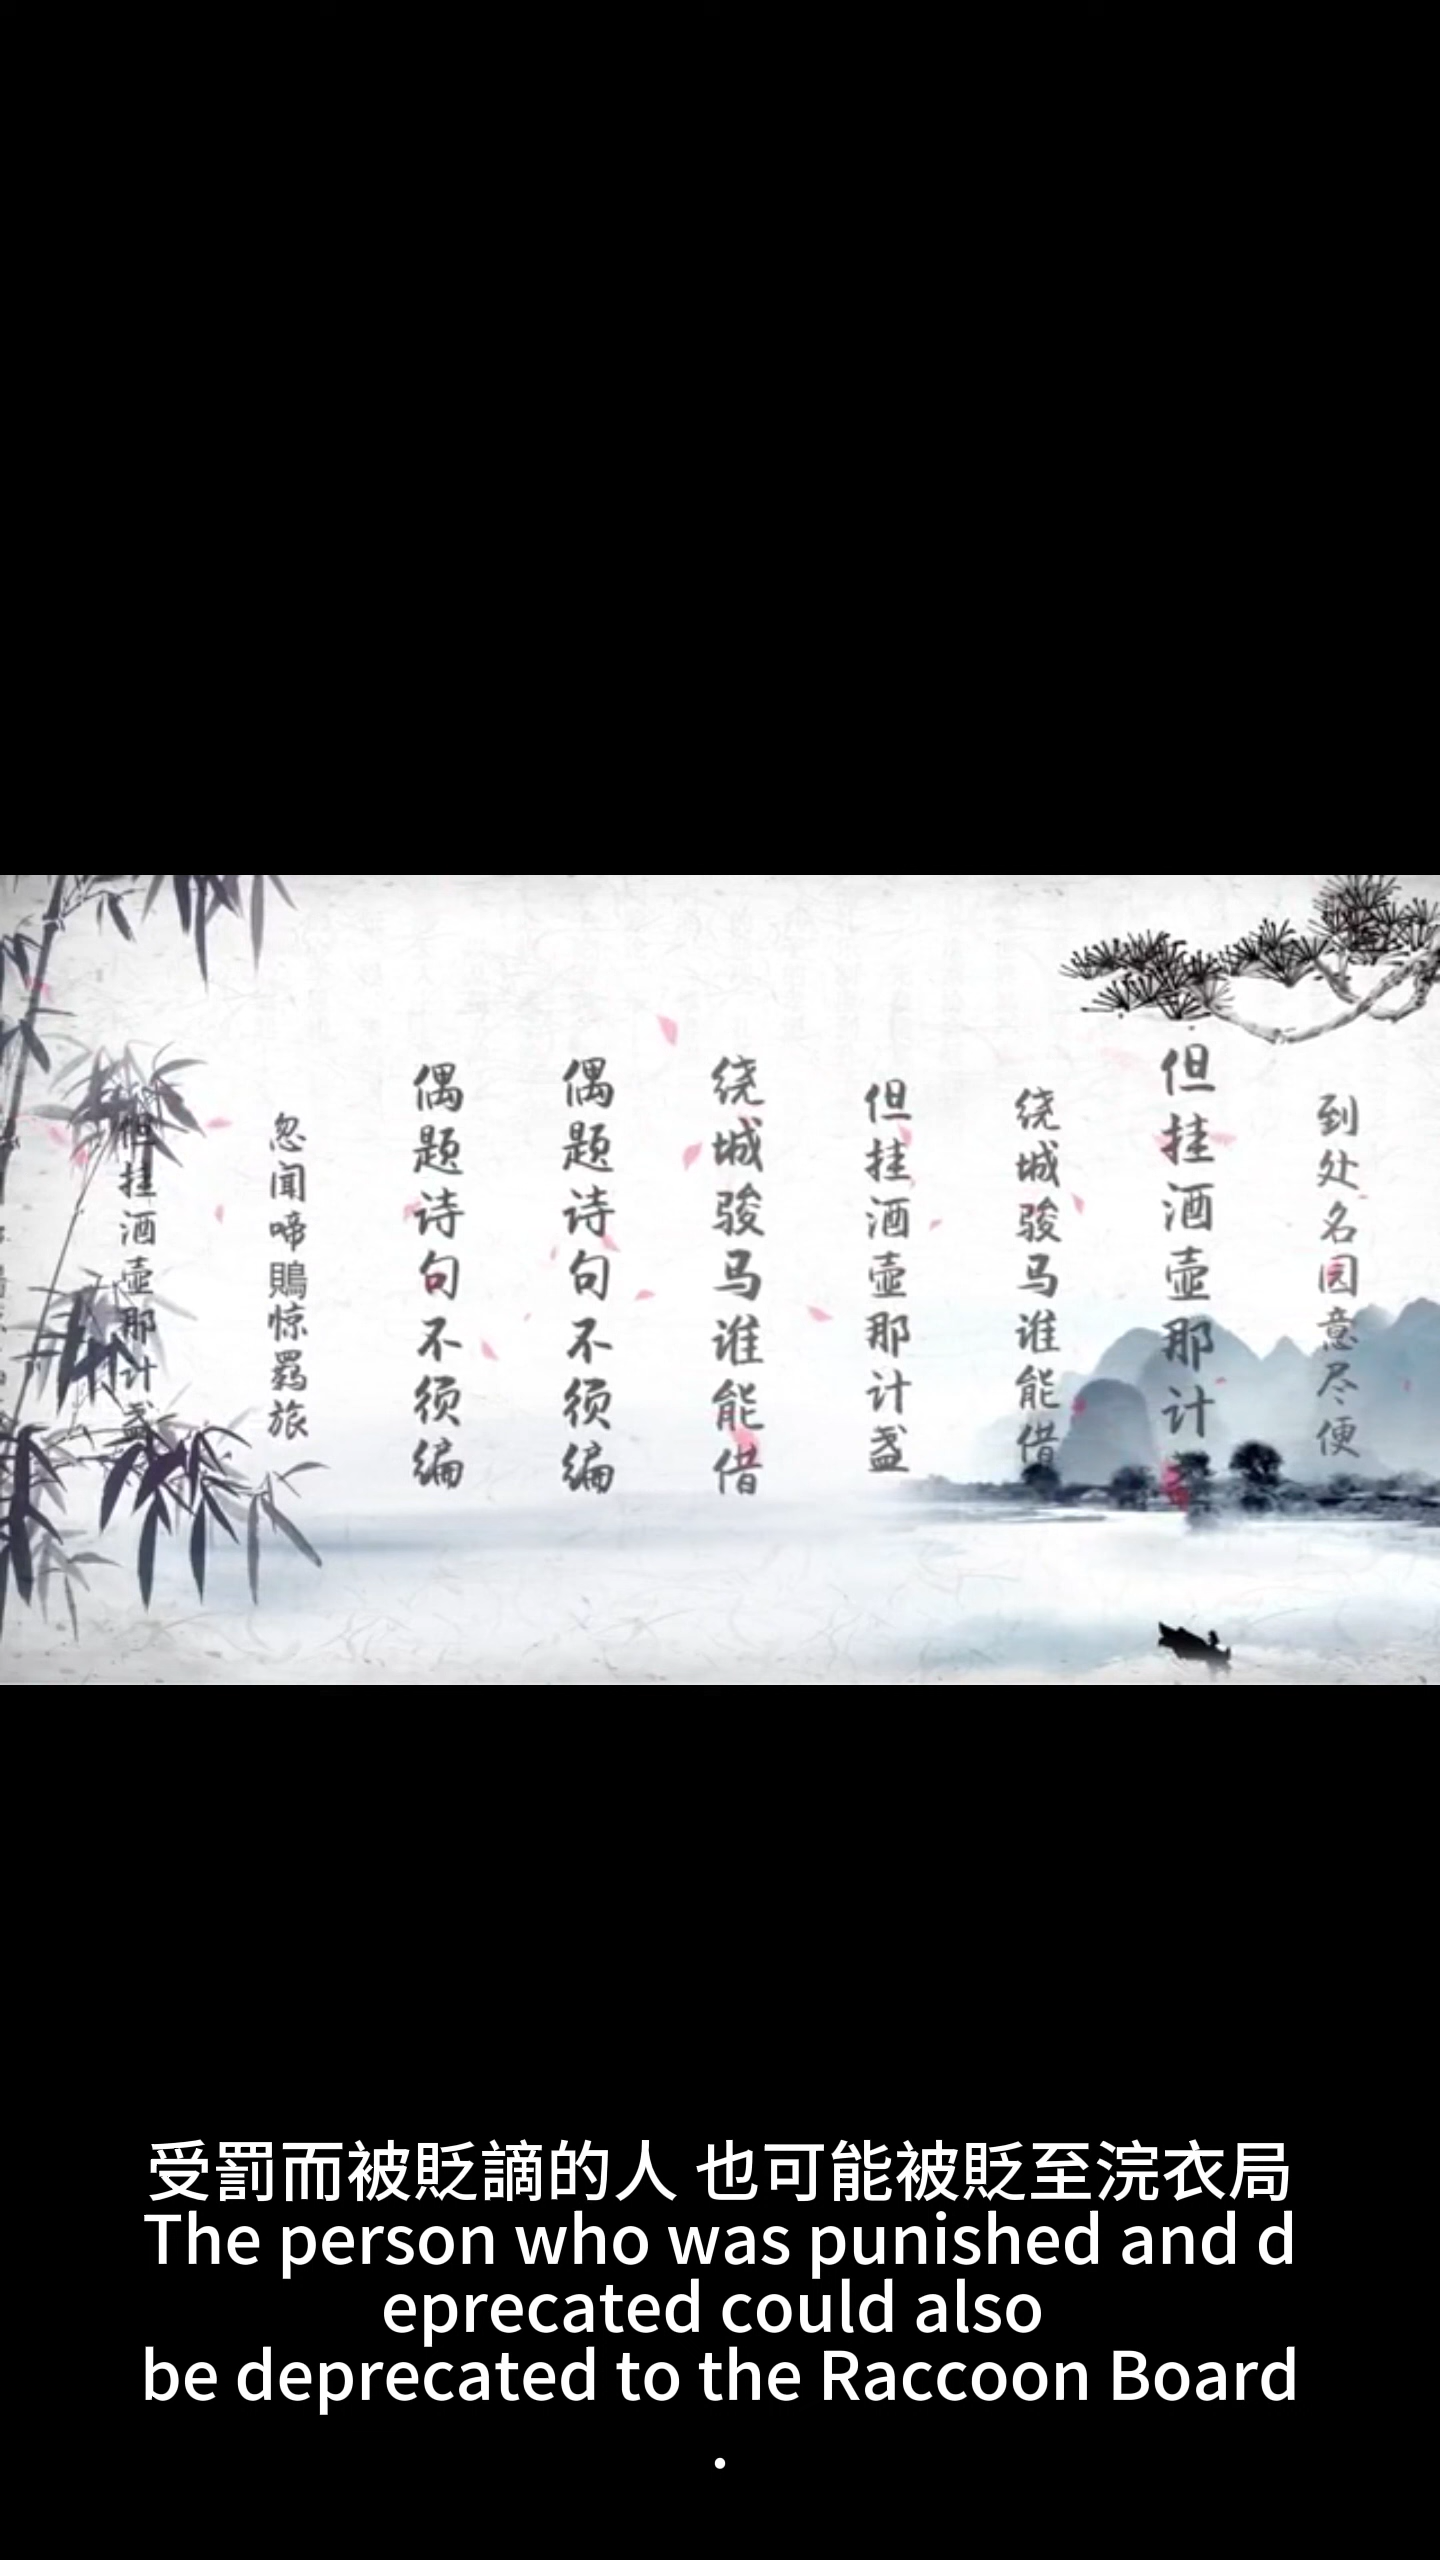 到处名园意尽便
但挂酒壶那计
绕城骏马谁能借
但挂酒壶那计盏
绕城骏马谁能借
偶题诗句不须编
偶题诗句不须编
忽闻啼鵙惊羁旅
但挂酒壶那计盏
受罰而被貶謫的人 也可能被貶至浣衣局
The person who was punished and d
eprecated could also
be deprecated to the Raccoon Board
.